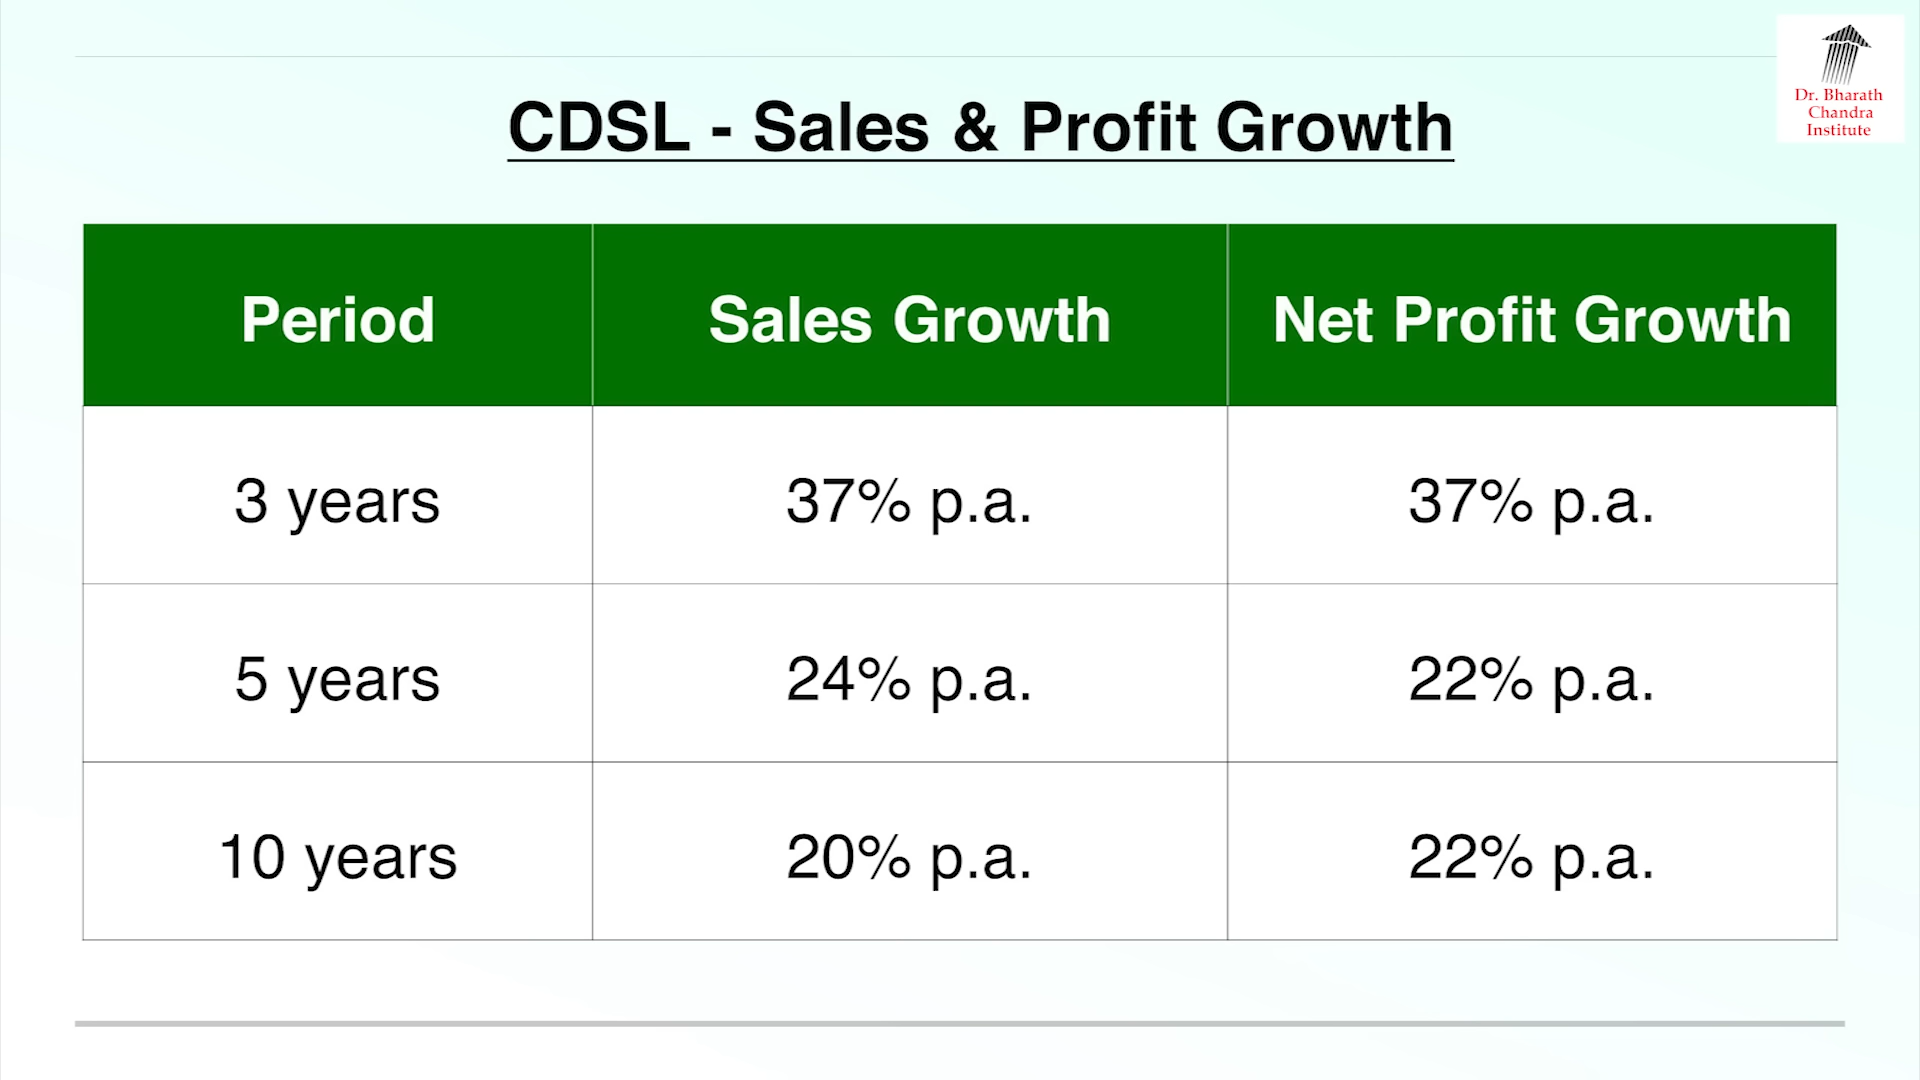 Dr. Bharath
Chandra
Institute
CDSL - Sales & Profit Growth
Period Sales Growth Net Profit Growth
3 years 37% p.a. 37% p.a.
5 years 24% p.a. 22% p.a.
10 years 20% p.a. 22% p.a.